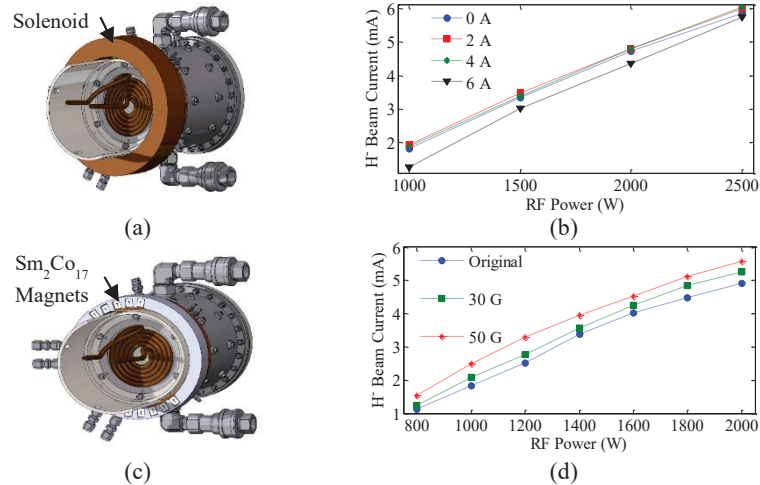 Solenoid
(a)
H⁻ Beam Current (mA)
6
5
4
3
2
0 A
2 A
4 A
6 A
1000 1500 2000 2500
RF Power (W)
(b)
Sm₂Co₁₇
Magnets
(c)
H⁻ Beam Current (mA)
6
5
4
3
2
1
Original
30 G
50 G
800 1000 1200 1400 1600 1800 2000
RF Power (W)
(d)